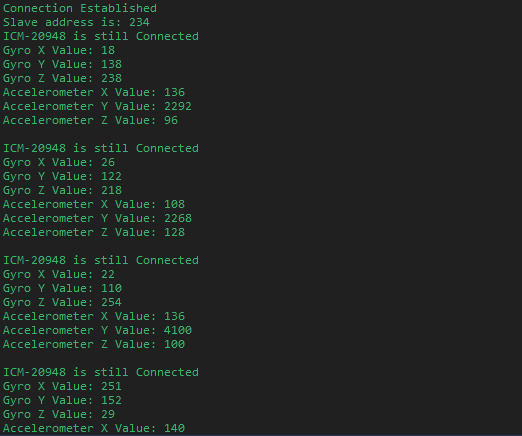 Connection Established
Slave address is: 234
ICM-20948 is still Connected
Gyro X Value: 18
Gyro Y Value: 138
Gyro Z Value: 238
Accelerometer X Value: 136
Accelerometer Y Value: 2292
Accelerometer Z Value: 96
ICM-20948 is still Connected
Gyro X Value: 26
Gyro Y Value: 122
Gyro Z Value: 218
Accelerometer X Value: 108
Accelerometer Y Value: 2268
Accelerometer Z Value: 128
ICM-20948 is still Connected
Gyro X Value: 22
Gyro Y Value: 110
Gyro Z Value: 254
Accelerometer X Value: 136
Accelerometer Y Value: 4100
Accelerometer Z Value: 100
ICM-20948 is still Connected
Gyro X Value: 251
Gyro Y Value: 152
Gyro Z Value: 29
Accelerometer X Value: 140